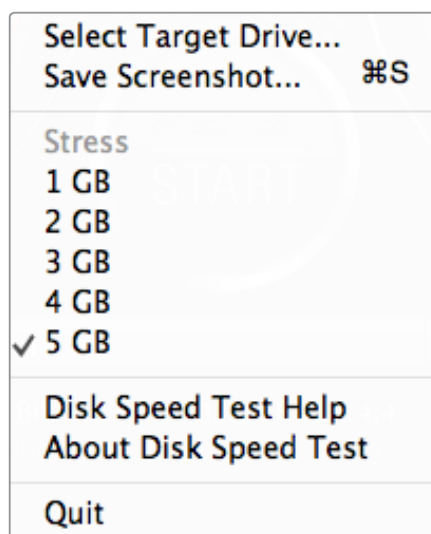 Select Target Drive...
Save Screenshot... ⌘S
Stress
START
1 GB
2 GB
3 GB
4 GB
✓ 5 GB
Disk Speed Test Help
About Disk Speed Test
Quit